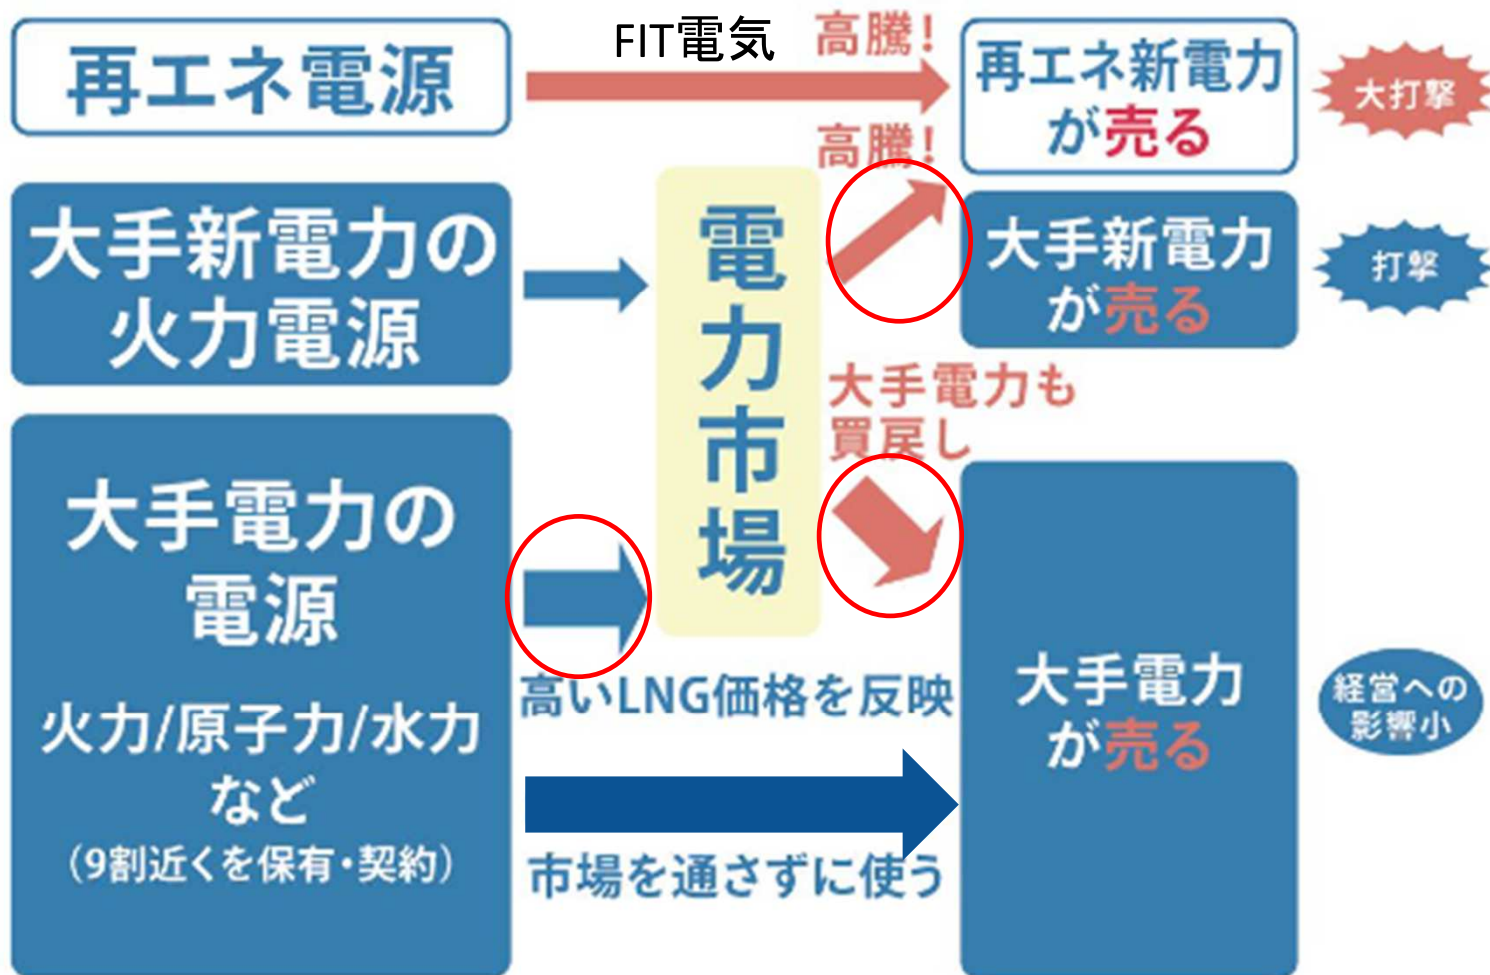 再エネ電源
FIT電気
高騰！
再エネ新電力
が売る
大打撃
高騰！
大手新電力の
火力電源
電力市場
大手新電力
が売る
打撃
大手電力も
買戻し
大手電力の
電源
火力/原子力/水力
など
（9割近くを保有・契約）
高いLNG価格を反映
市場を通さずに使う
大手電力
が売る
経営への
影響小